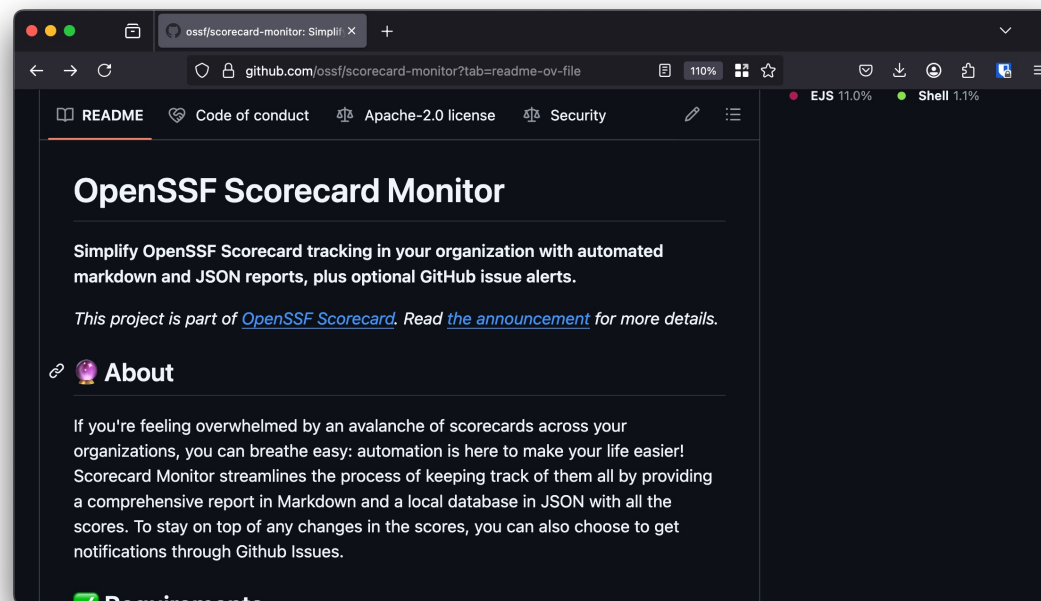 ossf/scorecard-monitor: Simplif
github.com/ossf/scorecard-monitor?tab=readme-ov-file
110%
EJS 11.0% Shell 1.1%
README Code of conduct Apache-2.0 license Security
OpenSSF Scorecard Monitor
Simplify OpenSSF Scorecard tracking in your organization with automated
markdown and JSON reports, plus optional GitHub issue alerts.
This project is part of OpenSSF Scorecard. Read the announcement for more details.
About
If you're feeling overwhelmed by an avalanche of scorecards across your
organizations, you can breathe easy: automation is here to make your life easier!
Scorecard Monitor streamlines the process of keeping track of them all by providing
a comprehensive report in Markdown and a local database in JSON with all the
scores. To stay on top of any changes in the scores, you can also choose to get
notifications through Github Issues.
Requirements